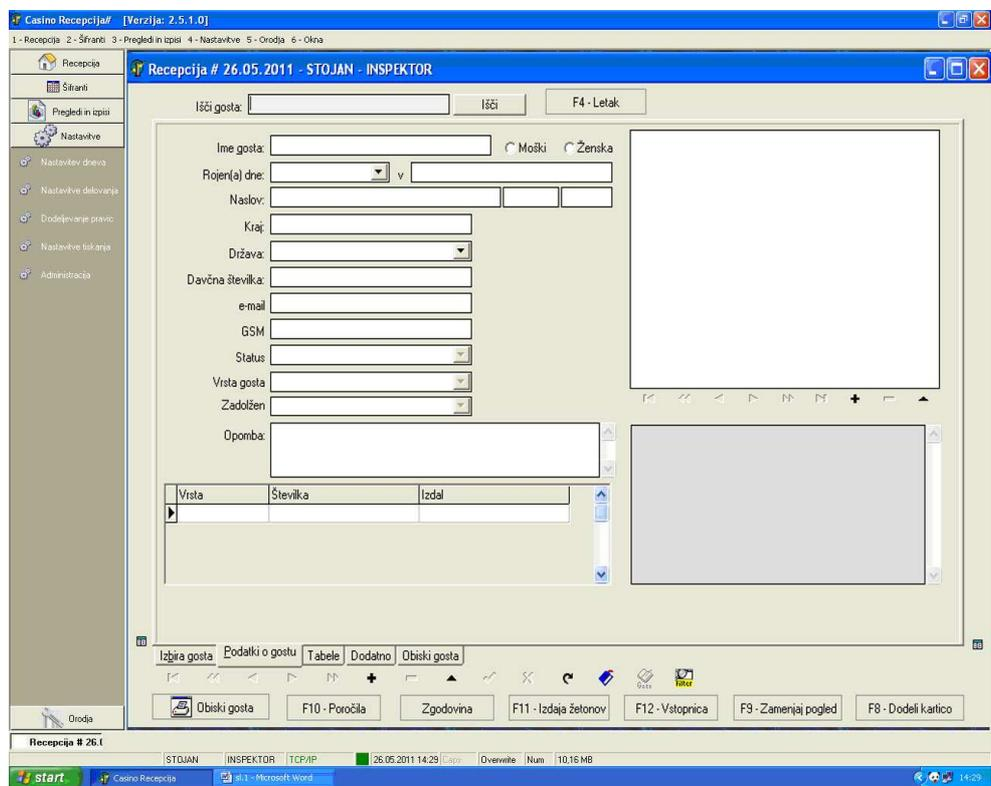 Casino Recepcija# [Verzija: 2.5.1.0]
1 - Recepcija 2 - Šifranti 3 - Pregledi in izpisi 4 - Nastavitve 5 - Orodja 6 - Okna
Recepcija
Šifranti
Pregledi in izpisi
Nastavitve
Nastavitev dneva
Nastavitve delovanja
Dodeljevanje pravic
Nastavitve tiskanja
Administracija
Orodja
Recepcija # 26.05.2011 - STOJAN - INSPEKTOR
Išči gosta: Išči F4 - Letak
Ime gosta: Moški Ženska
Rojen(a) dne: v
Naslov:
Kraj:
Država:
Davčna številka:
e-mail
GSM
Status
Vrsta gosta
Zadolžen
Opomba:
Vrsta Številka Izdal
Izbira gosta Podatki o gostu Tabele Dodatno Obiski gosta
Filter
Obiski gosta F10 - Poročila Zgodovina F11 - Izdaja žetonov F12 - Vstopnica F9 - Zamenjaj pogled F8 - Dodeli kartico
Recepcija # 26.(
STOJAN INSPEKTOR TCP/IP 26.05.2011 14:29 Caps Overwrite Num 10,16 MB
start Casino Recepcija sl.1 - Microsoft Word 14:29